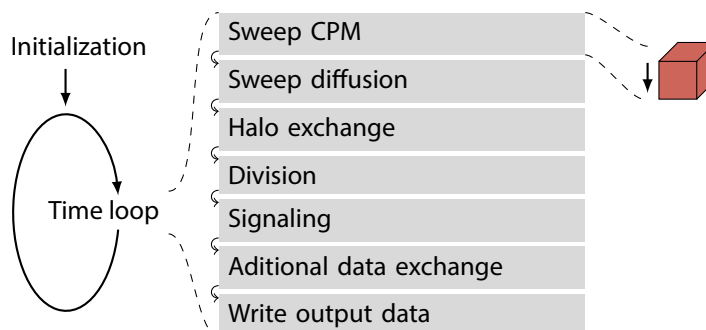 Initialization
Time loop
Sweep CPM
Sweep diffusion
Halo exchange
Division
Signaling
Aditional data exchange
Write output data